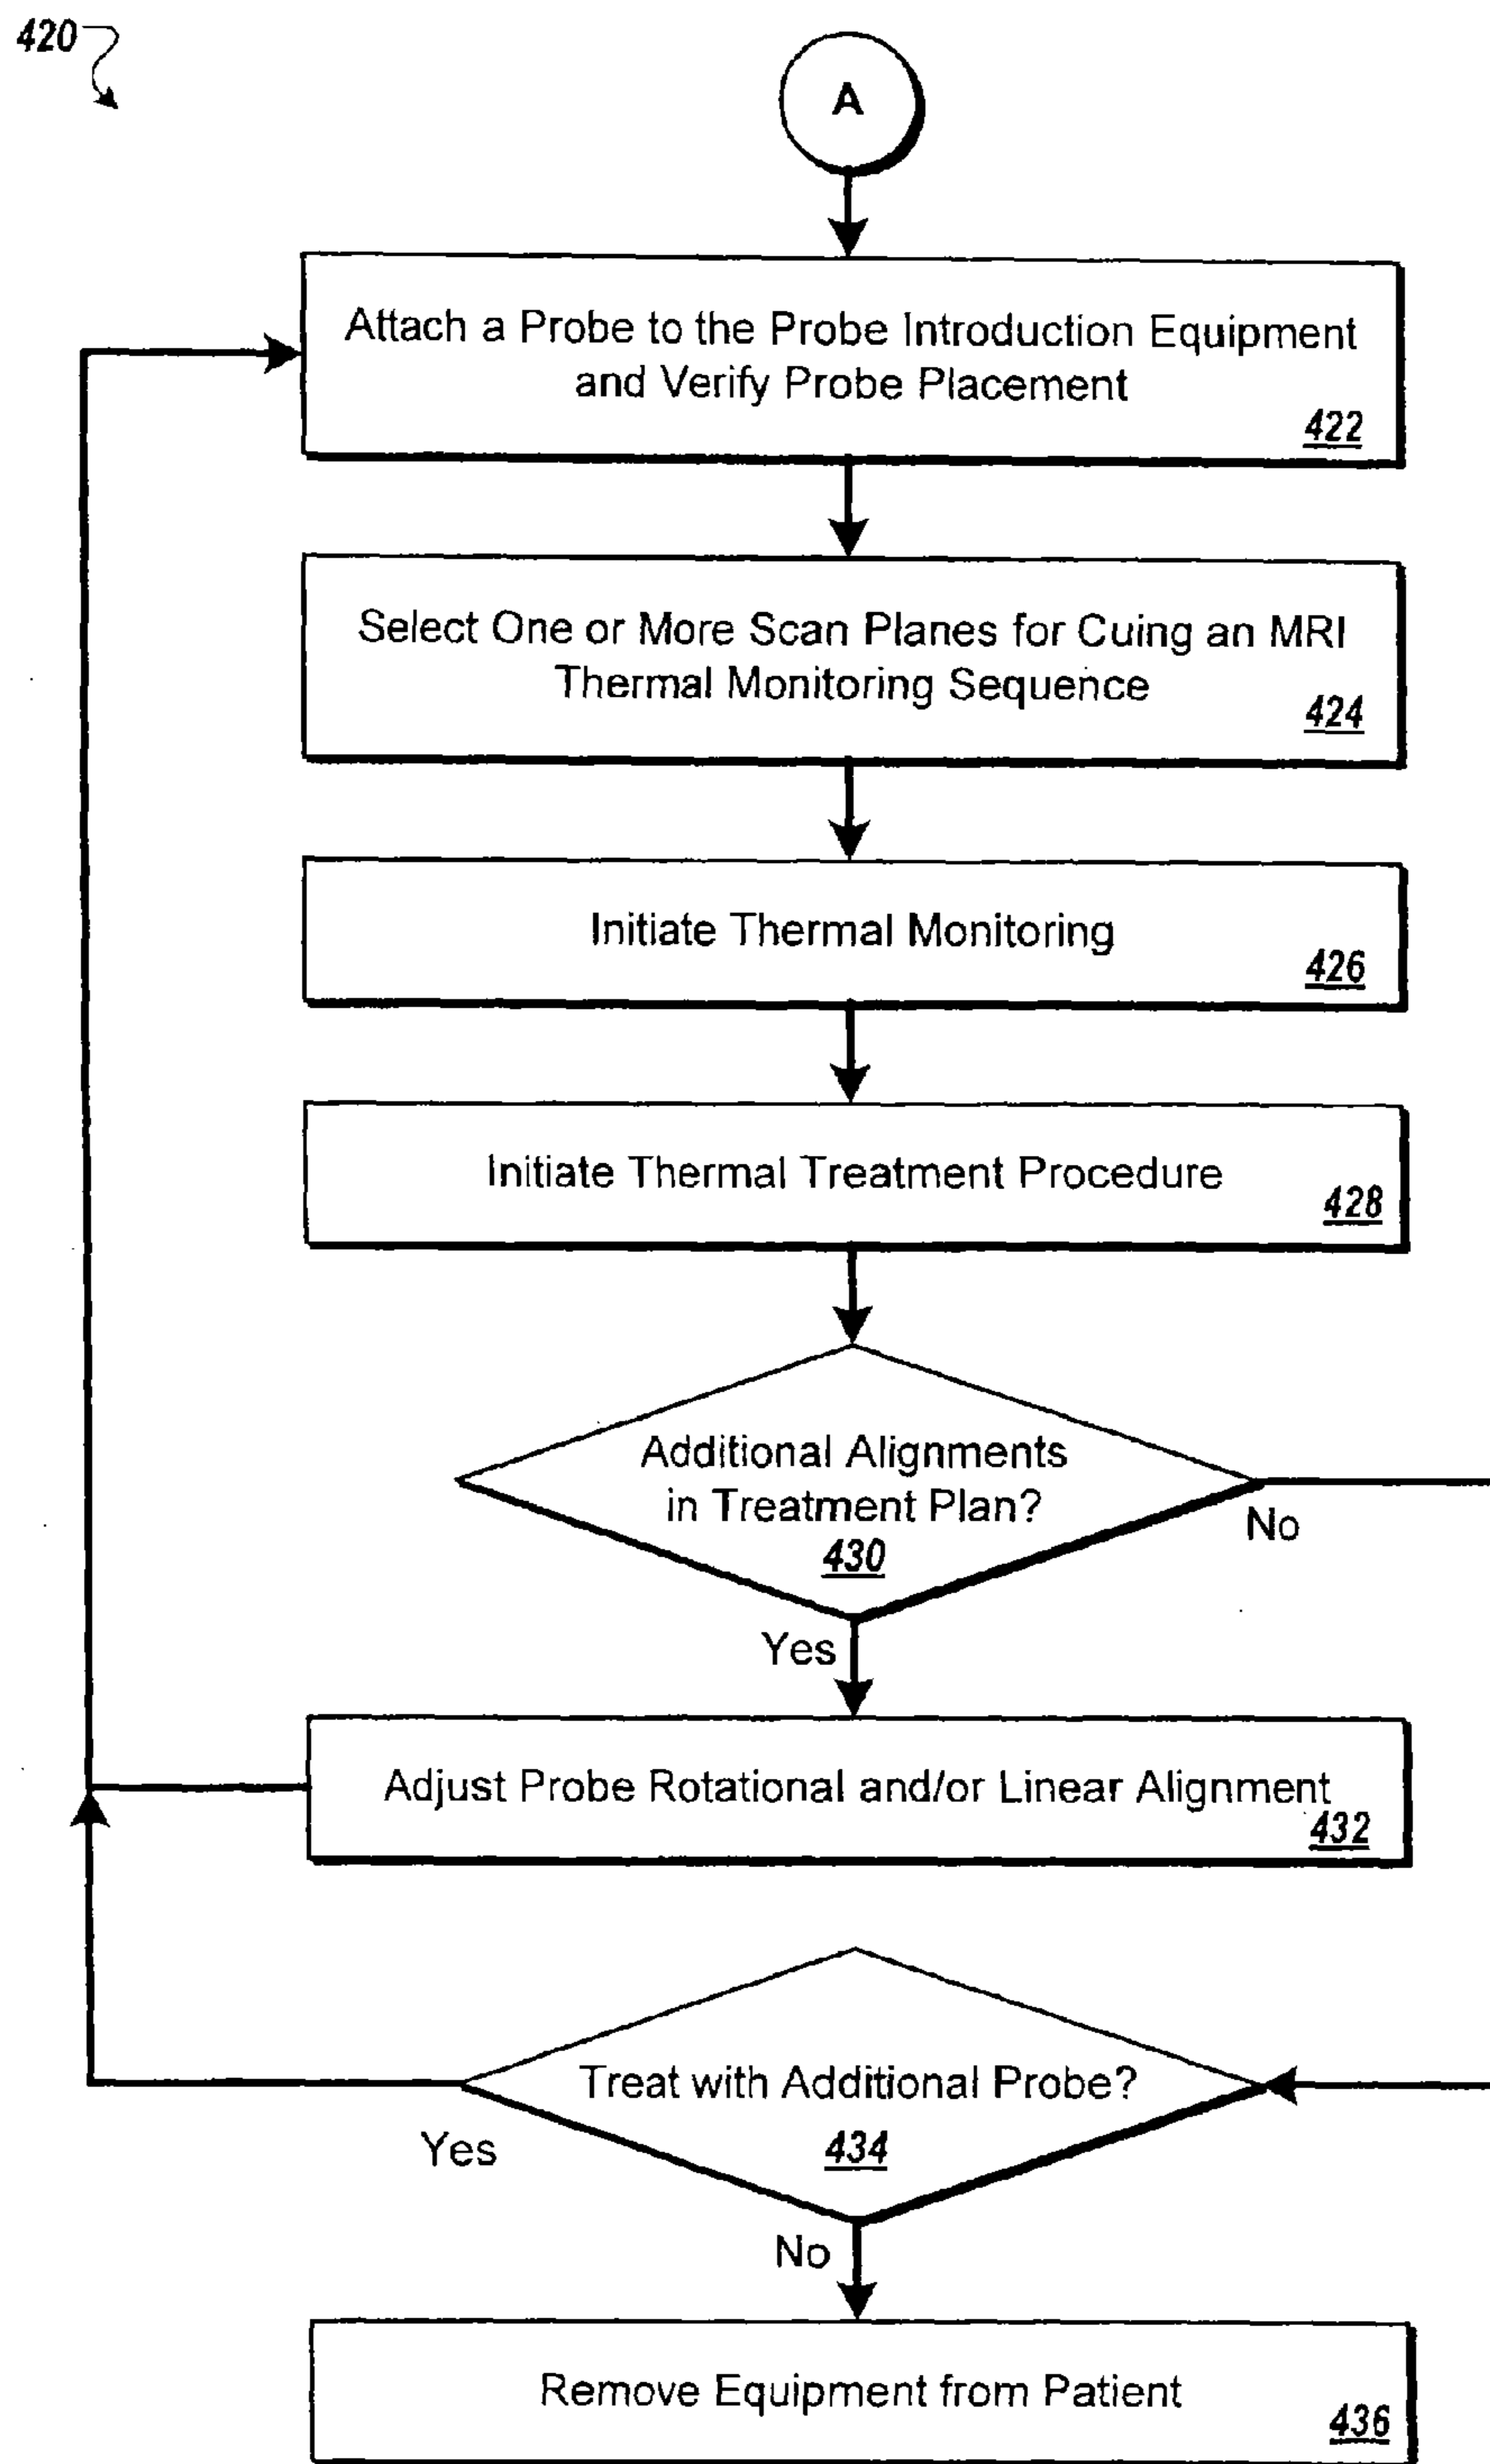 420
A
Attach a Probe to the Probe Introduction Equipment
and Verify Probe Placement
422
Select One or More Scan Planes for Cuing an MRI
Thermal Monitoring Sequence
424
Initiate Thermal Monitoring
426
Initiate Thermal Treatment Procedure
428
Additional Alignments
in Treatment Plan?
430
No
Yes
Adjust Probe Rotational and/or Linear Alignment
432
Treat with Additional Probe?
434
Yes
No
Remove Equipment from Patient
436